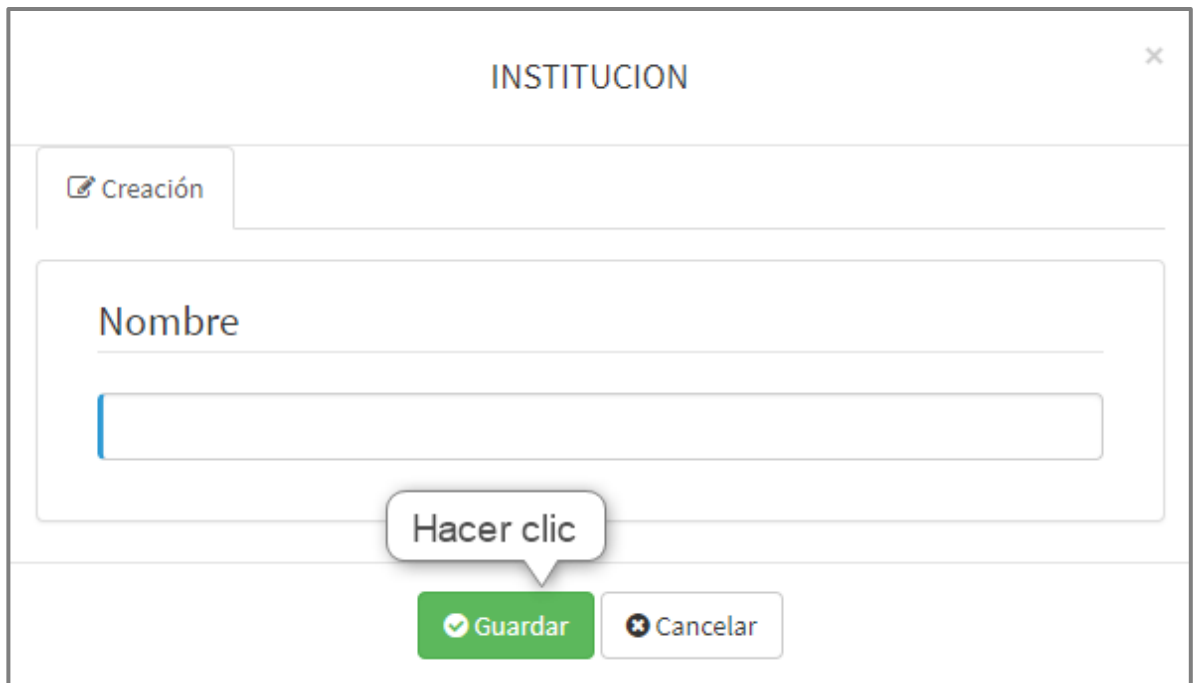 INSTITUCION
×
Creación
Nombre
Hacer clic
Guardar
Cancelar